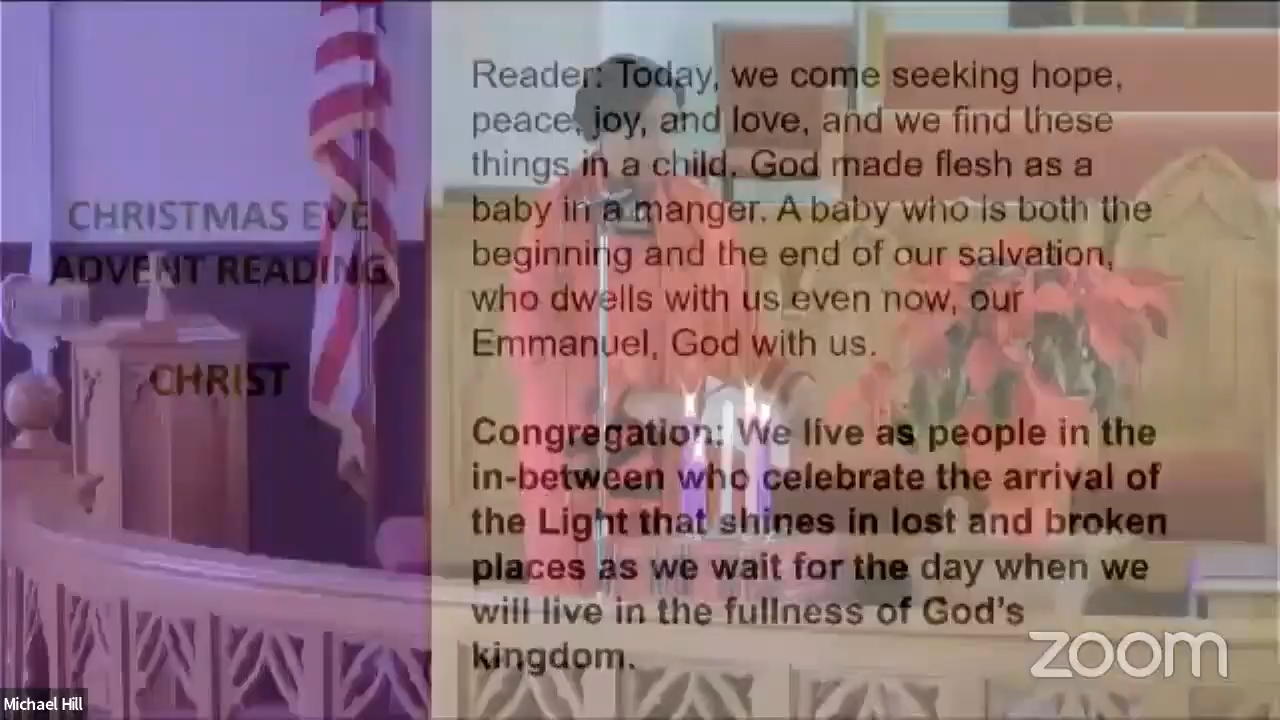 CHRISTMAS EVE
ADVENT READING
CHRIST
Reader: Today, we come seeking hope,
peace, joy, and love, and we find these
things in a child. God made flesh as a
baby in a manger. A baby who is both the
beginning and the end of our salvation,
who dwells with us even now, our
Emmanuel, God with us.
Congregation: We live as people in the
in-between who celebrate the arrival of
the Light that shines in lost and broken
places as we wait for the day when we
will live in the fullness of God's
kingdom.
zoom
Michael Hill